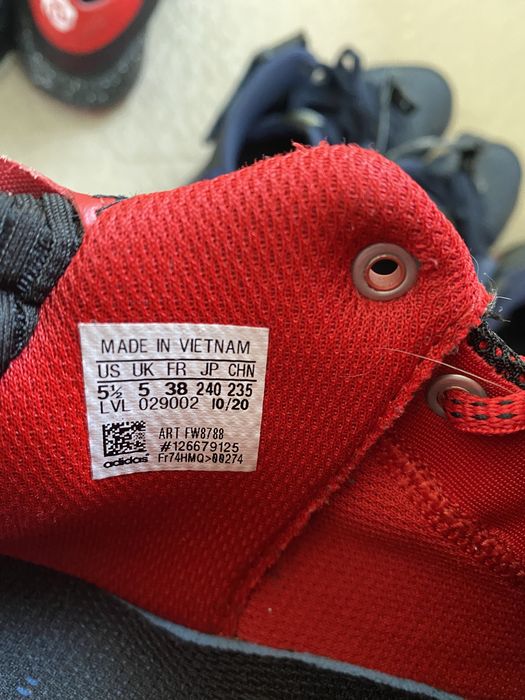 MADE IN VIETNAM
US UK FR JP CHN
5½ 5 38 240 235
LVL 029002 10/20
ART FW8788
#126679125
adidas Fr74HMQ>00274